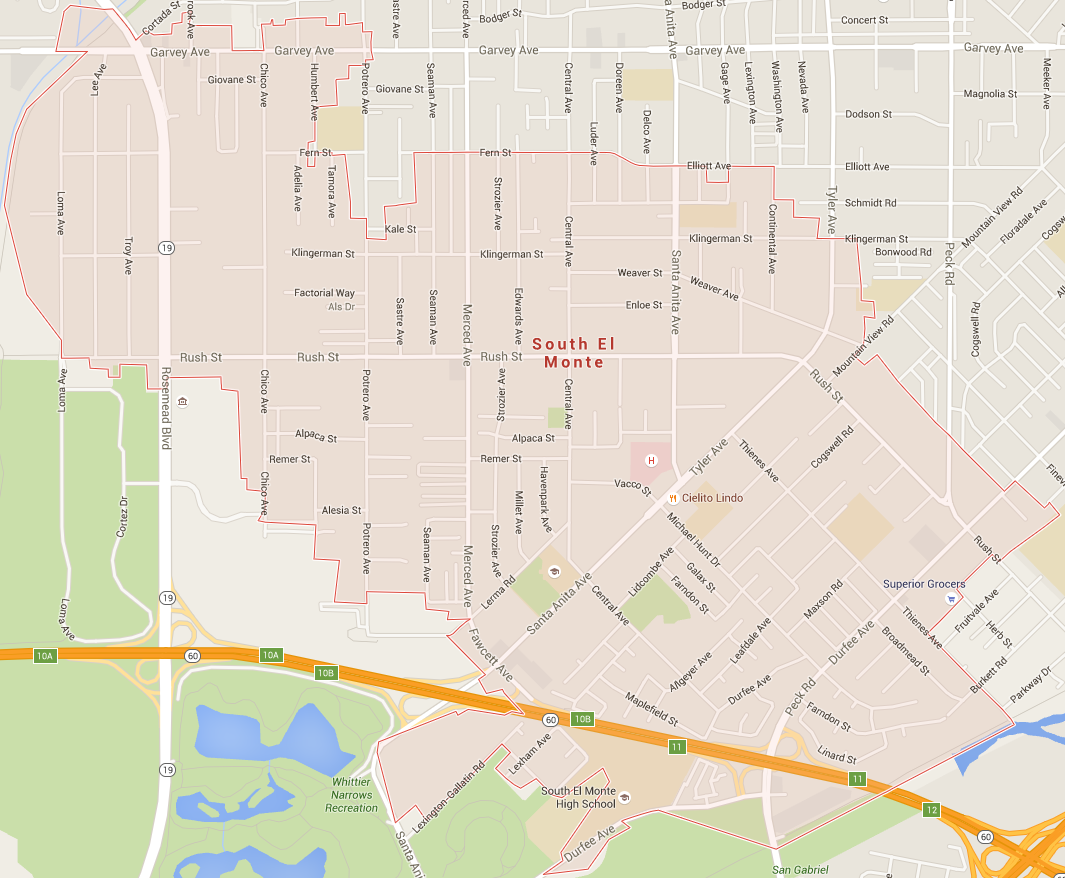 Cortada St
Bodger St
Bodger St
Concert St
Garvey Ave
Garvey Ave
Garvey Ave
Garvey Ave
Garvey Ave
Lee Ave
Giovane St
Chico Ave
Humbert Ave
Potrero Ave
Giovane St
Seaman Ave
Central Ave
Doreen Ave
Gage Ave
Lexington Ave
Washington Ave
Nevada Ave
Magnolia St
Meeker Ave
Delco Ave
Luder Ave
Dodson St
Fern St
Fern St
Elliott Ave
Elliott Ave
Adelia Ave
Tamora Ave
Loma Ave
Strozier Ave
Tyler Ave
Schmidt Rd
Mountain View Rd
Floradale Ave
Kale St
Central Ave
Continental Ave
Troy Ave
19
Klingerman St
Klingerman St
Klingerman St
Klingerman St
Bonwood Rd
Peck Rd
Weaver St
Santa Anita Ave
Weaver Ave
Factorial Way
Als Dr
Sastre Ave
Seaman Ave
Merced Ave
Edwards Ave
Enloe St
Cogswell Rd
Mountain View Rd
South El
Monte
Rush St
Rush St
Rush St
Rush St
Loma Ave
Rosemead Blvd
Chico Ave
Potrero Ave
Strozier Ave
Central Ave
Alpaca St
Alpaca St
Tyler Ave
Thienes Ave
Cogswell Rd
Remer St
Remer St
H
Chico Ave
Cortez Dr
Alesia St
Havenpark Ave
Millet Ave
Vacco St
Cielito Lindo
Michael Hunt Dr
Potrero Ave
Seaman Ave
Merced Ave
Strozier Ave
Rush St
Lerma Rd
Santa Anita Ave
Central Ave
Lidcombe Ave
Galax St
Farndon St
Maxson Rd
Superior Grocers
19
Loma Ave
Fawcett Ave
Leafdale Ave
Durfee Ave
Thienes Ave
Broadmead St
Fruitvale Ave
Herb St
Burkett Rd
Parkway Dr
10A
60
10A
10B
Allgeyer Ave
Durfee Ave
Maplefield St
Peck Rd
Farndon St
60
10B
11
Linard St
11
12
60
19
Lexham Ave
Lexington-Gallatin Rd
Whittier
Narrows
Recreation
South El Monte
High School
Durfee Ave
San Gabriel